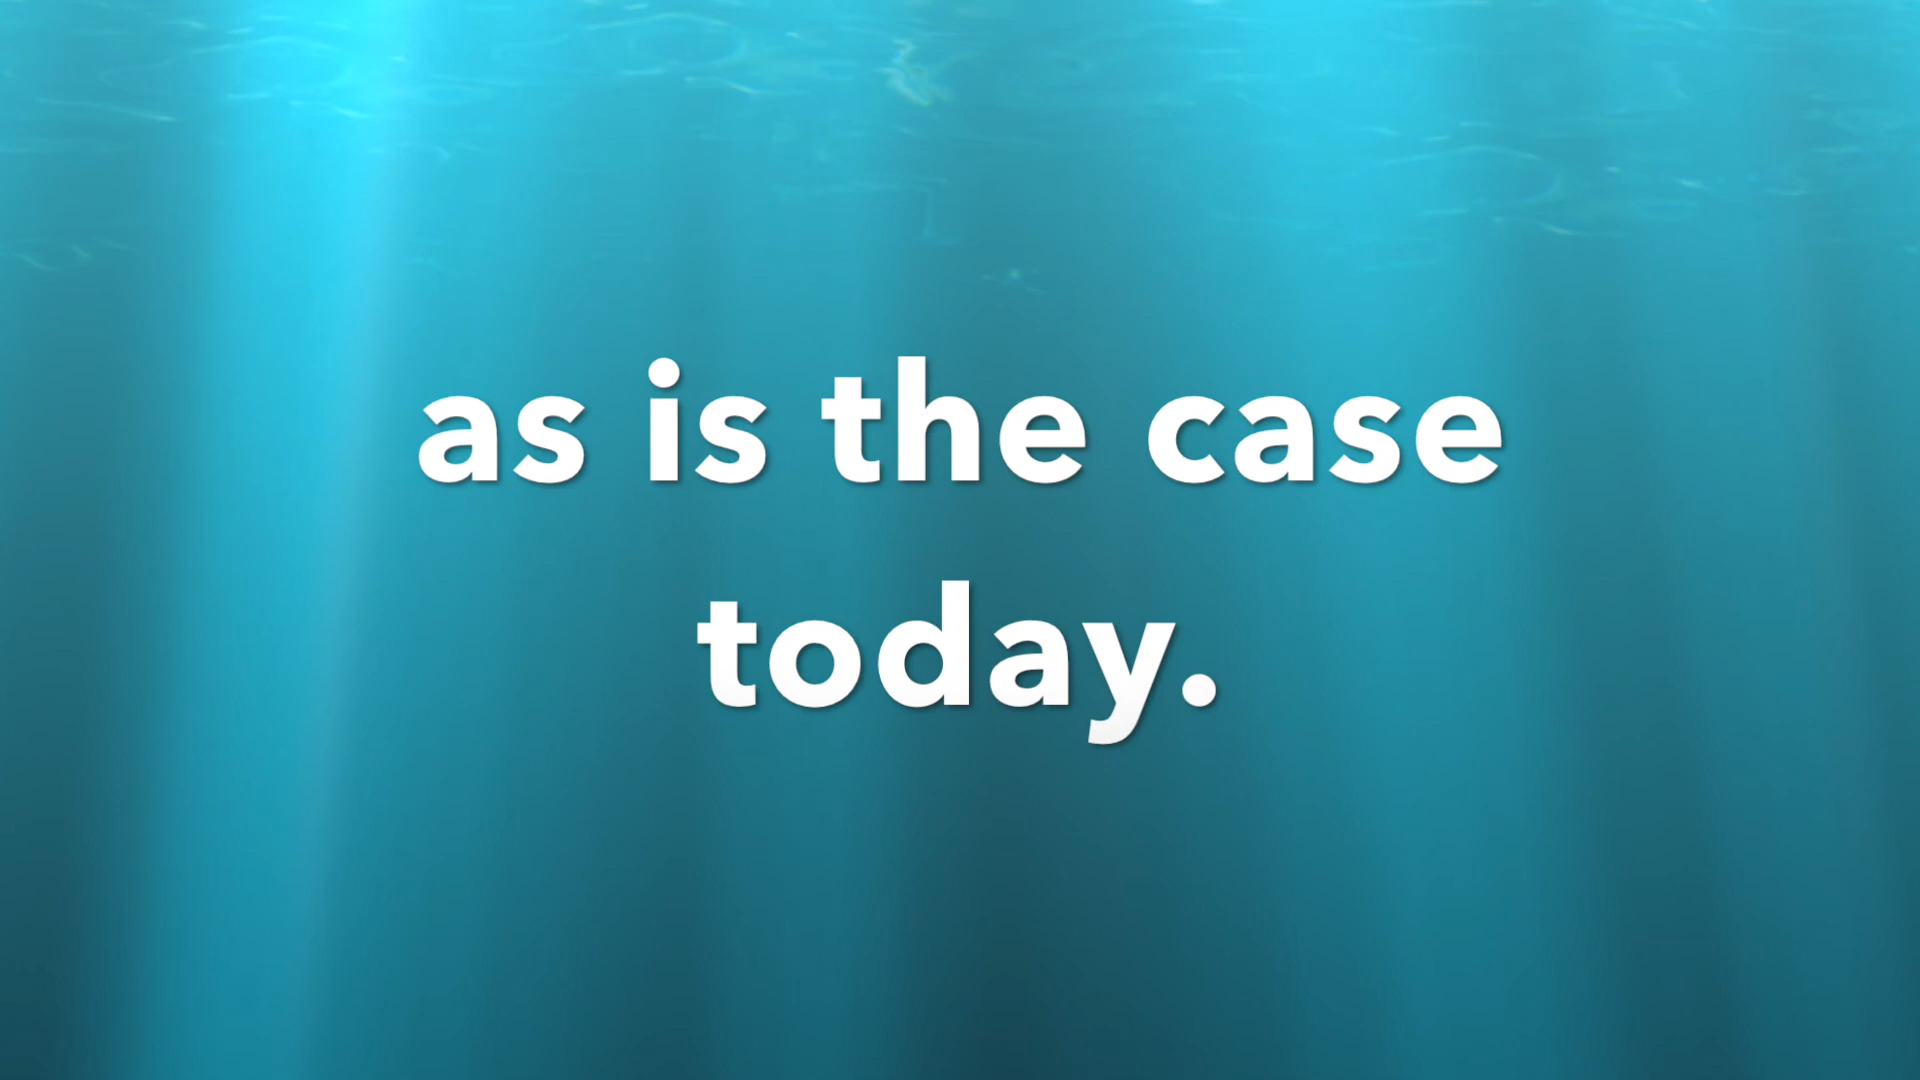 as is the case
today.